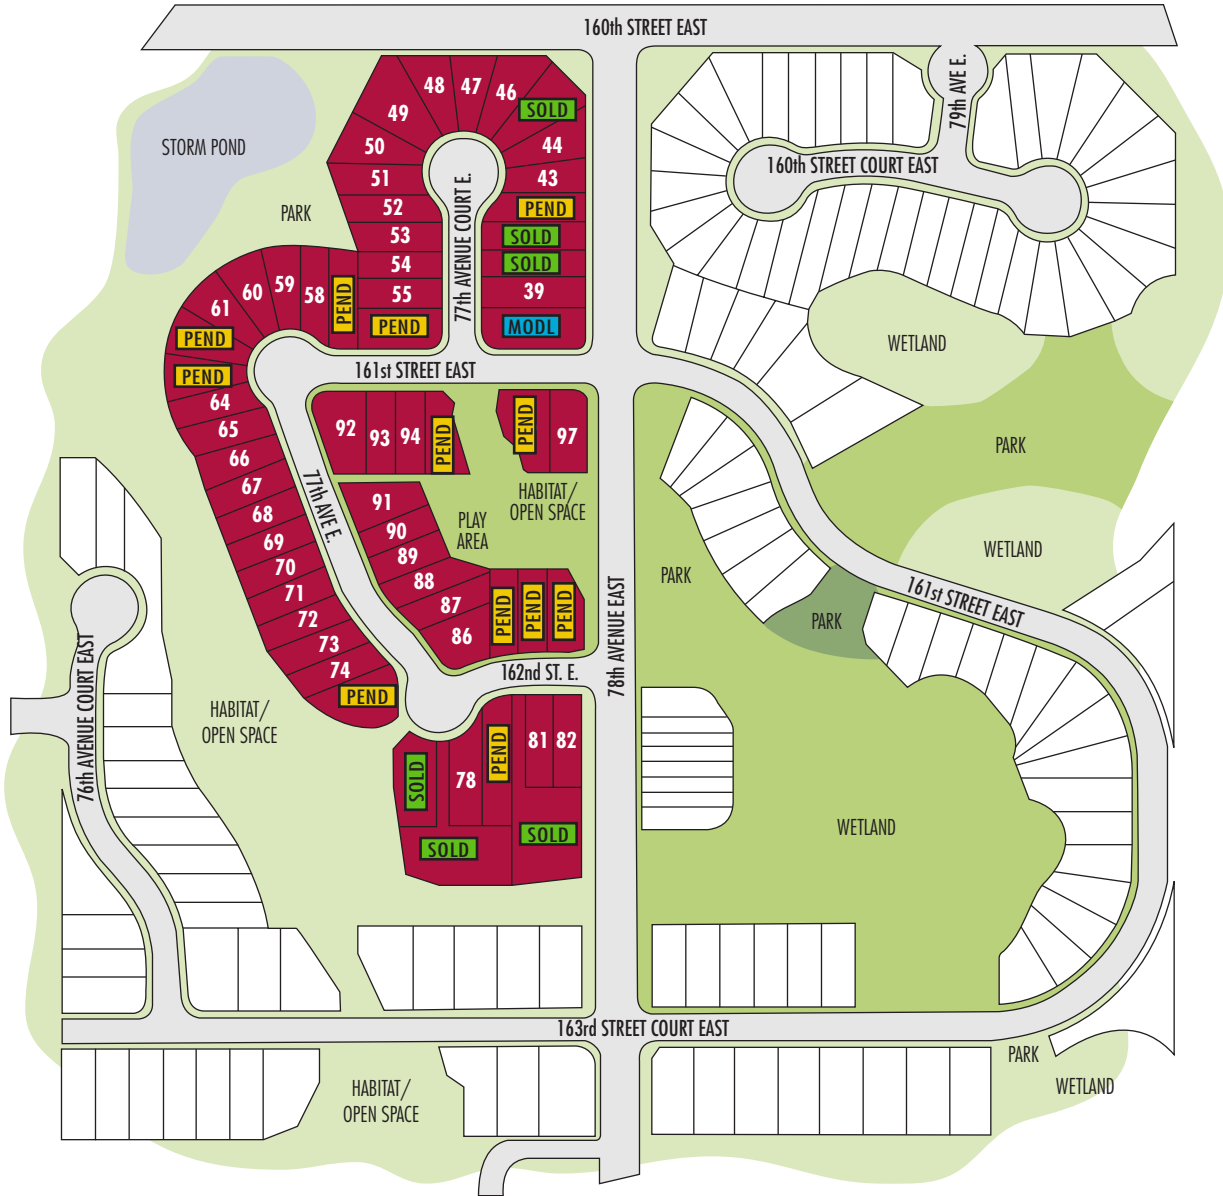 160th STREET EAST
79th AVE E.
160th STREET COURT EAST
STORM POND
PARK
48
47
46
SOLD
49
50
44
51
43
52
PEND
53
SOLD
54
SOLD
55
39
PEND
MODL
77th AVENUE COURT E.
59
60
58
PEND
61
PEND
PEND
161st STREET EAST
64
65
66
67
68
69
70
71
72
73
74
PEND
77th AVE E.
92
93
94
PEND
PEND
97
HABITAT/
OPEN SPACE
PLAY
AREA
91
90
89
88
87
86
PEND
PEND
PEND
162nd ST. E.
78th AVENUE EAST
SOLD
78
PEND
81
82
SOLD
SOLD
WETLAND
PARK
WETLAND
161st STREET EAST
PARK
PARK
WETLAND
76th AVENUE COURT EAST
HABITAT/
OPEN SPACE
163rd STREET COURT EAST
HABITAT/
OPEN SPACE
PARK
WETLAND